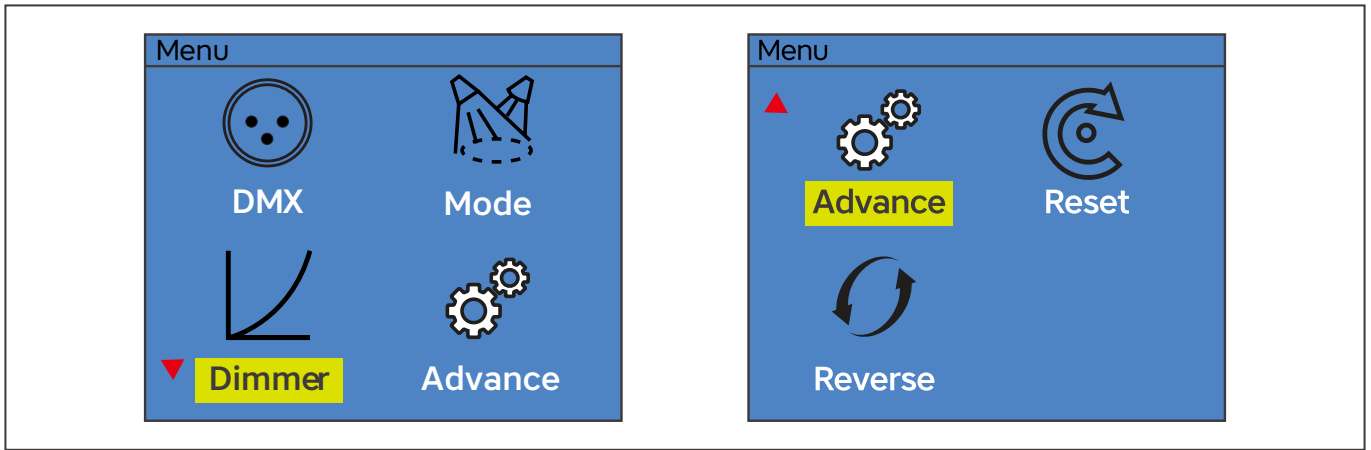 Menu
DMX
Mode
Dimmer
Advance
Menu
Advance
Reset
Reverse